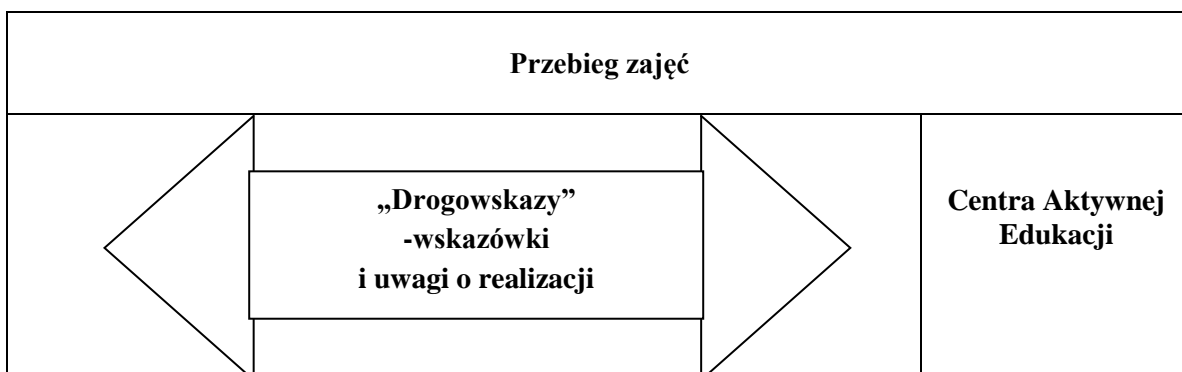 Przebieg zajęć
„Drogowskazy”
-wskazówki
i uwagi o realizacji
Centra Aktywnej
Edukacji